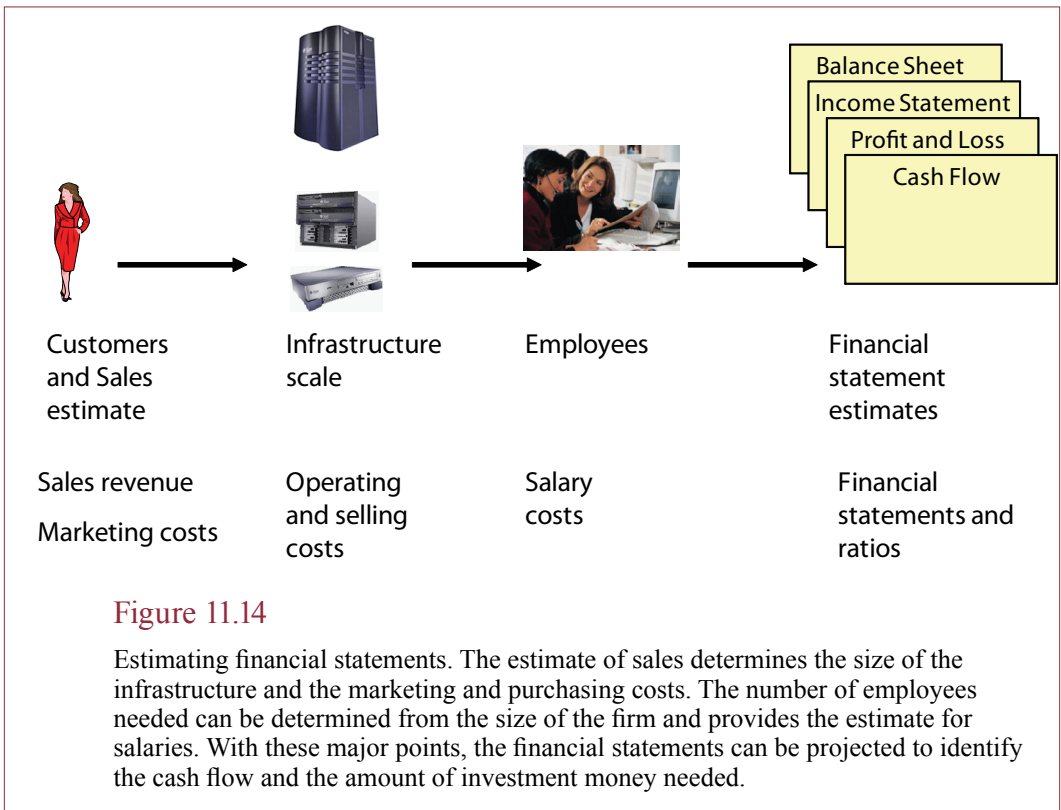 Balance Sheet
Income Statement
Profit and Loss
Cash Flow
Customers
and Sales
estimate
Infrastructure
scale
Employees
Financial
statement
estimates
Sales revenue
Marketing costs
Operating
and selling
costs
Salary
costs
Financial
statements and
ratios
Figure 11.14
Estimating financial statements. The estimate of sales determines the size of the
infrastructure and the marketing and purchasing costs. The number of employees
needed can be determined from the size of the firm and provides the estimate for
salaries. With these major points, the financial statements can be projected to identify
the cash flow and the amount of investment money needed.